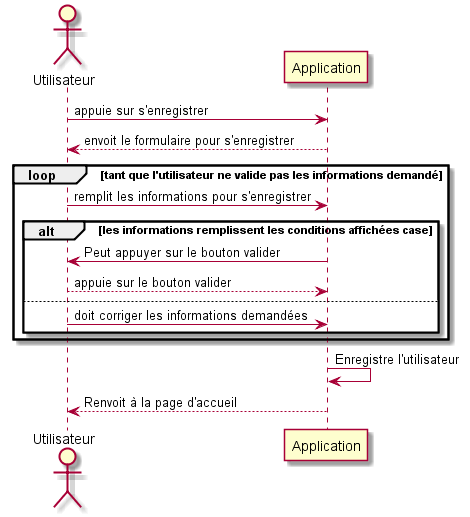 Utilisateur
Application
appuie sur s'enregistrer
envoit le formulaire pour s'enregistrer
loop [tant que l'utilisateur ne valide pas les informations demandé]
remplit les informations pour s'enregistrer
alt [les informations remplissent les conditions affichées case]
Peut appuyer sur le bouton valider
appuie sur le bouton valider
doit corriger les informations demandées
Enregistre l'utilisateur
Renvoit à la page d'accueil
Utilisateur
Application